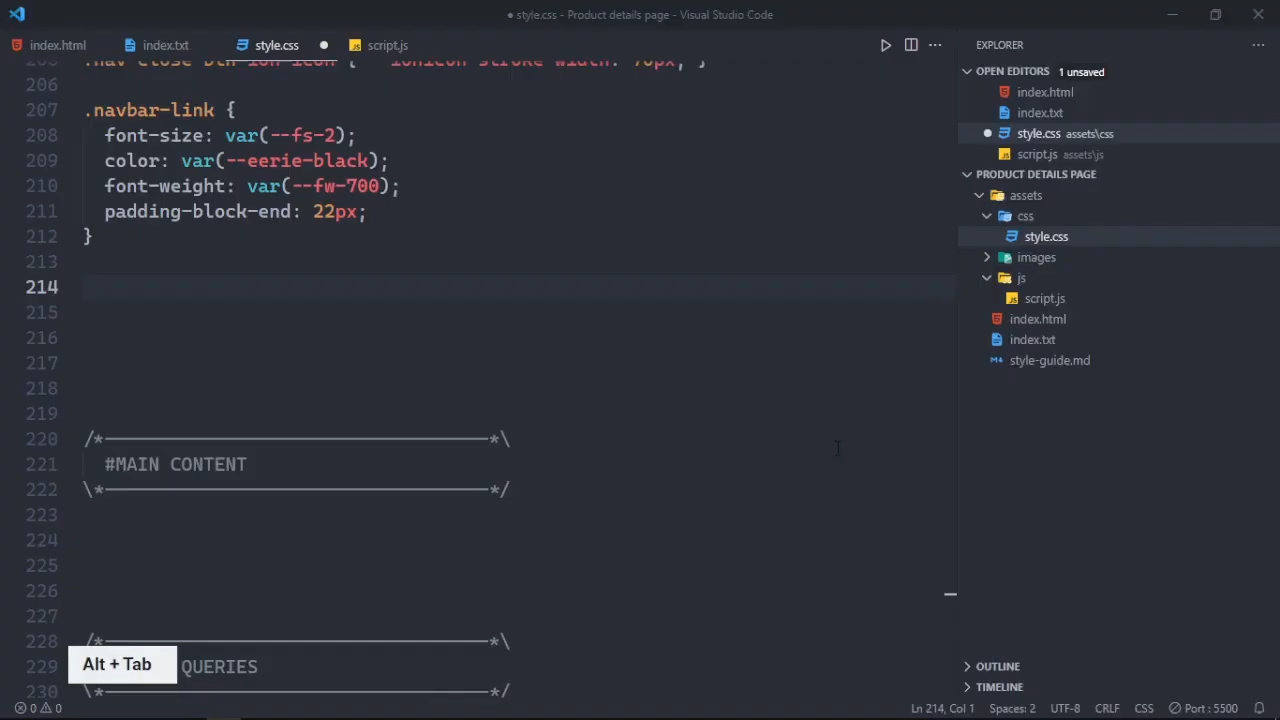 style.css - Product details page - Visual Studio Code
index.html
index.txt
style.css
script.js
206
207 .navbar-link {
208 font-size: var(--fs-2);
209 color: var(--eerie-black);
210 font-weight: var(--fw-700);
211 padding-block-end: 22px;
212 }
213
214
215
216
217
218
219
220 /* *\
221 #MAIN CONTENT
222 \* */
223
224
225
226
227
228 /* *\
229 QUERIES
230 \* */
Alt + Tab
EXPLORER
OPEN EDITORS 1 unsaved
index.html
index.txt
style.css assets\css
script.js assets\js
PRODUCT DETAILS PAGE
assets
css
style.css
images
js
script.js
index.html
index.txt
style-guide.md
OUTLINE
TIMELINE
0 0
Ln 214, Col 1
Spaces: 2
UTF-8
CRLF
CSS
Port : 5500